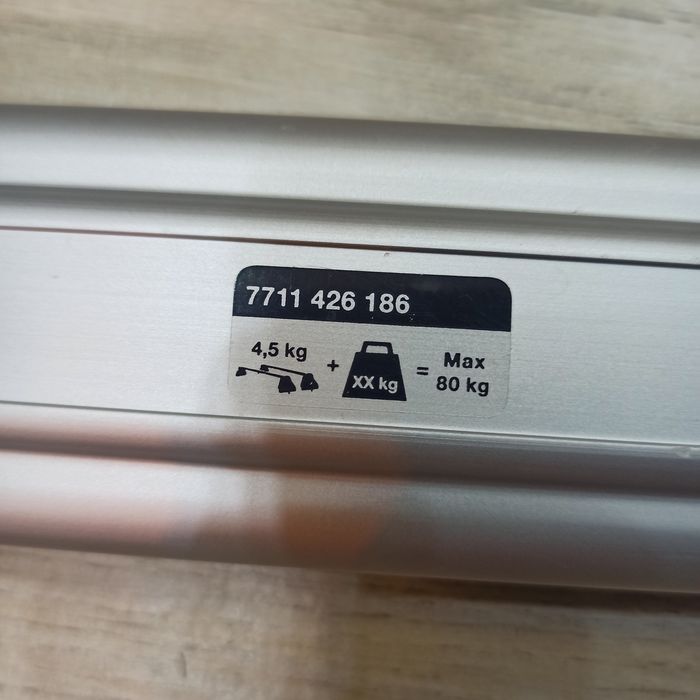 7711 426 186
4,5 kg + XX kg = Max 80 kg